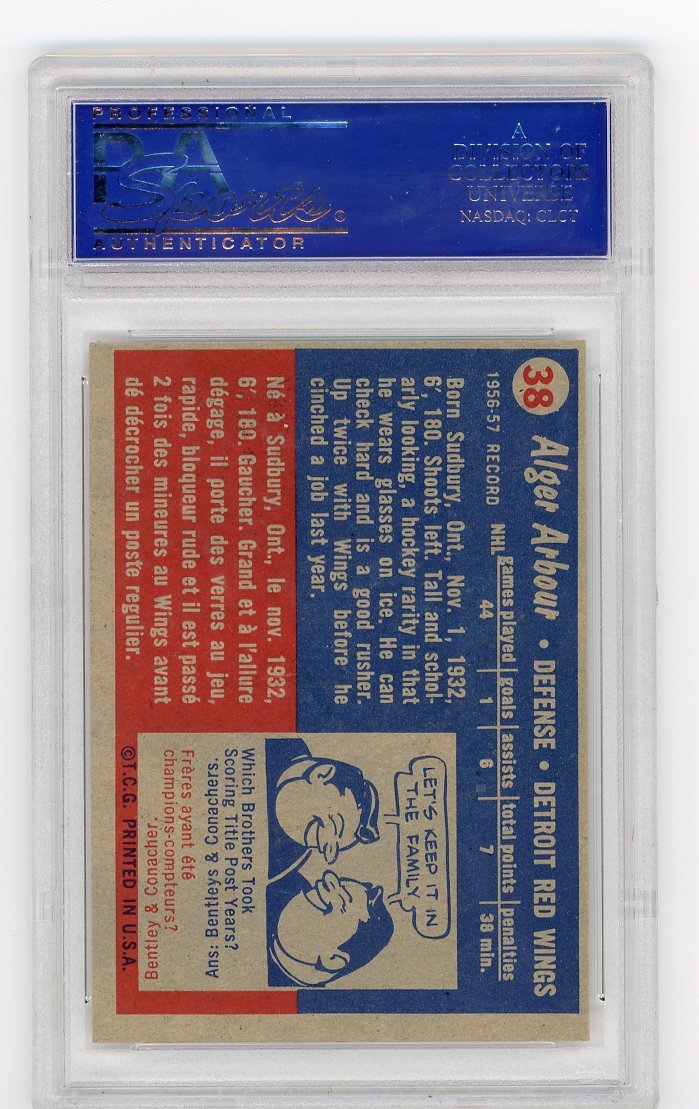 PROFESSIONAL
PSA
Sports®
AUTHENTICATOR
A
DIVISION OF
COLLECTORS
UNIVERSE
NASDAQ: CLCT
38 Alger Arbour • DEFENSE • DETROIT RED WINGS
1956-57 RECORD games played goals assists total points penalties
NHL 44 1 6 7 38 min.
Born Sudbury, Ont., Nov. 1, 1932,
6', 180. Shoots left. Tall and schol-
arly looking, a hockey rarity in that
he wears glasses on ice. He can
check hard and is a good rusher.
Up twice with Wings before he
cinched a job last year.
Né à Sudbury, Ont., le nov. 1932,
6', 180. Gaucher. Grand et à l'allure
dégage, il porte des verres au jeu,
rapide, bloqueur rude et il est passé
2 fois des mineures au Wings avant
dé décrocher un poste regulier.
LET'S KEEP IT IN
THE FAMILY
Which Brothers Took
Scoring Title Post Years?
Ans: Bentleys & Conachers.
Frères ayant été
champions-compteurs?
Bentley & Conacher.
©T.C.G. PRINTED IN U.S.A.